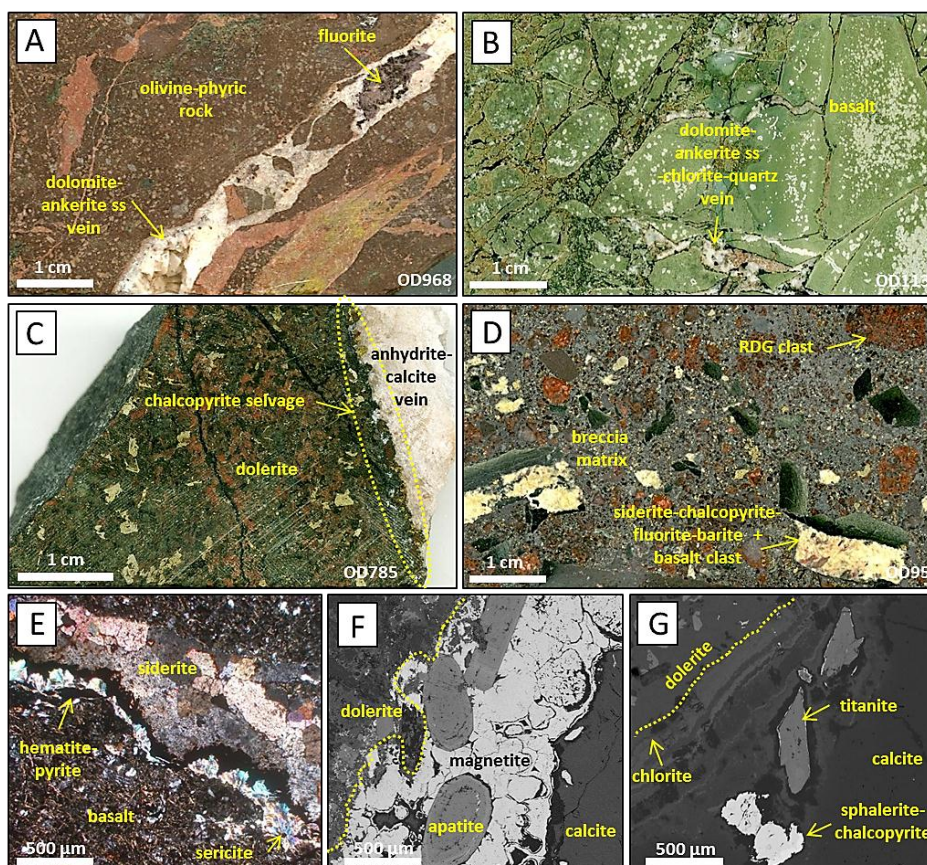 A
fluorite
olivine-phyric
rock
dolomite-
ankerite ss
vein
1 cm
OD968
B
basalt
dolomite-
ankerite ss
-chlorite-quartz
vein
1 cm
C
anhydrite-
calcite
vein
chalcopyrite selvage
dolerite
1 cm
OD785
D
RDG clast
breccia
matrix
siderite-chalcopyrite-
fluorite-barite +
basalt clast
1 cm
OD95
E
siderite
hematite-
pyrite
basalt
sericite
500 µm
F
dolerite
magnetite
apatite
calcite
500 µm
G
dolerite
titanite
chlorite
calcite
sphalerite-
chalcopyrite
500 µm